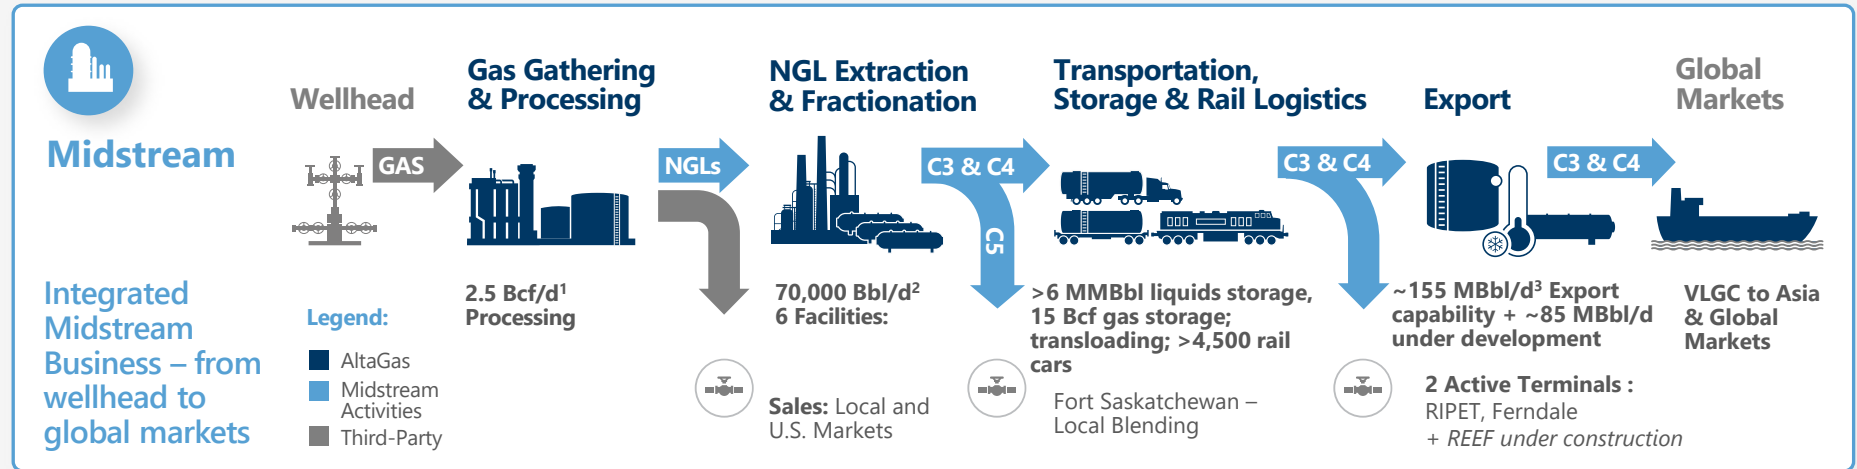 Midstream
Integrated
Midstream
Business – from
wellhead to
global markets
Wellhead
GAS
Legend:
AltaGas
Midstream
Activities
Third-Party
Gas Gathering
& Processing
2.5 Bcf/d¹
Processing
NGLs
NGL Extraction
& Fractionation
70,000 Bbl/d²
6 Facilities:
Sales: Local and
U.S. Markets
C3 & C4
C5
Transportation,
Storage & Rail Logistics
>6 MMBbl liquids storage,
15 Bcf gas storage;
transloading; >4,500 rail
cars
Fort Saskatchewan –
Local Blending
C3 & C4
Export
~155 MBbl/d³ Export
capability + ~85 MBbl/d
under development
2 Active Terminals :
RIPET, Ferndale
+ REEF under construction
C3 & C4
Global
Markets
VLGC to Asia
& Global
Markets